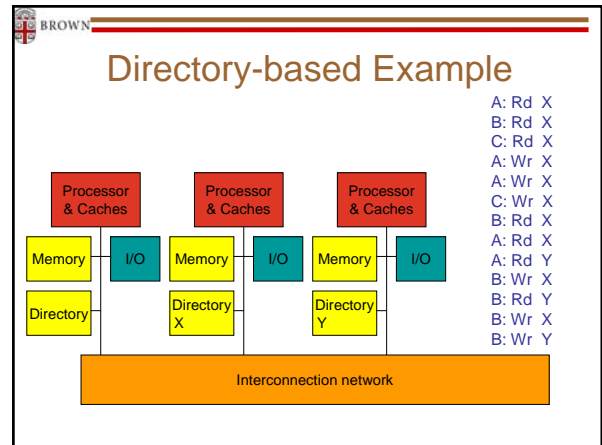 BROWN
Directory-based Example
A: Rd X
B: Rd X
C: Rd X
A: Wr X
A: Wr X
C: Wr X
B: Rd X
A: Rd X
A: Rd Y
B: Wr X
B: Rd Y
B: Wr X
B: Wr Y
Processor
& Caches
Processor
& Caches
Processor
& Caches
Memory
I/O
Memory
I/O
Memory
I/O
Directory
Directory
X
Directory
Y
Interconnection network